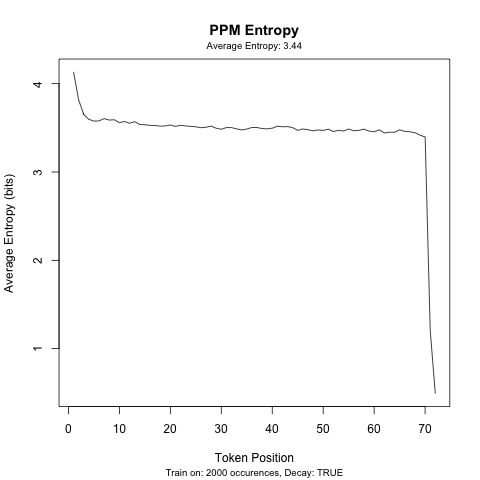 PPM Entropy
Average Entropy: 3.44
Average Entropy (bits)
4
3
2
1
0 10 20 30 40 50 60 70
Token Position
Train on: 2000 occurences, Decay: TRUE